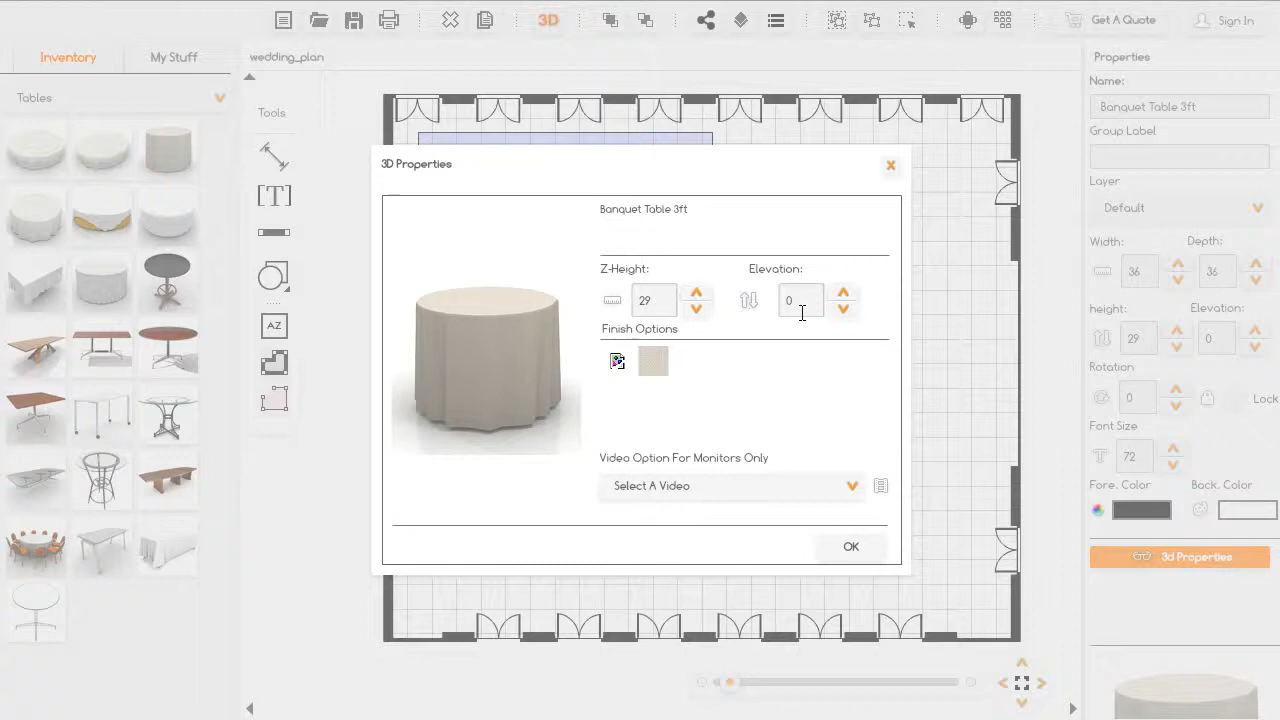 3D
Get A Quote
Sign In
Inventory
My Stuff
wedding_plan
Properties
Tables
Tools
Name:
Banquet Table 3ft
Group Label
Layer
Default
Width:
Depth:
36
36
height:
Elevation:
29
0
Rotation
0
Lock
Font Size
72
Fore. Color
Back. Color
3d Properties
[T]
AZ
3D Properties
Banquet Table 3ft
Z-Height:
Elevation:
29
0
Finish Options
Video Option For Monitors Only
Select A Video
OK